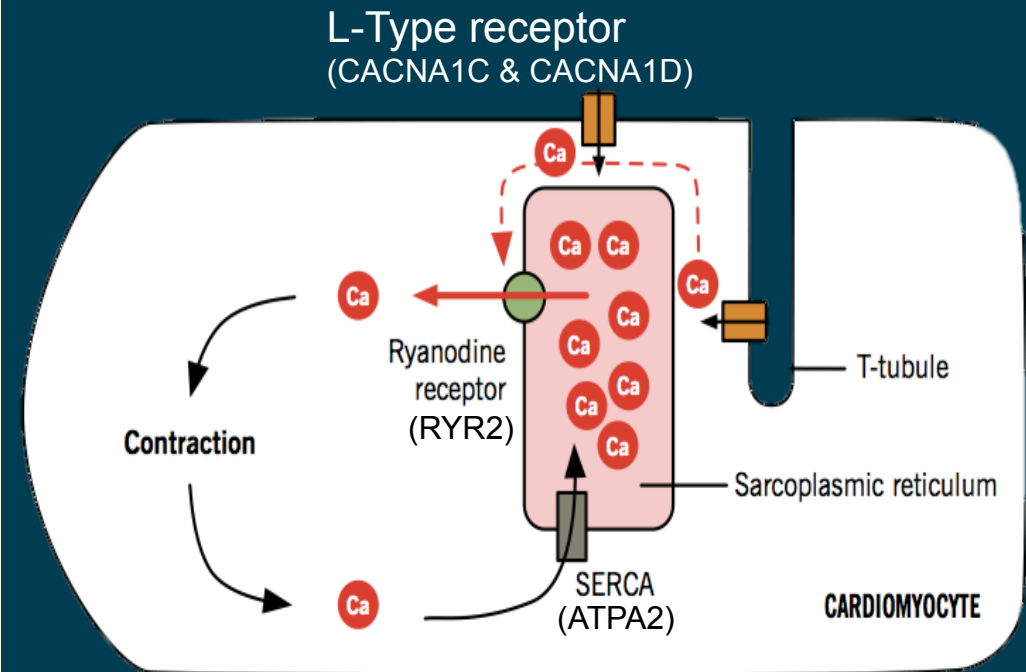 L-Type receptor
(CACNA1C & CACNA1D)
Ca
Ca Ca
Ca
Ca
Ca
Ca
Ryanodine
receptor
(RYR2)
Ca
Ca
Ca
Ca
T-tubule
Contraction
Sarcoplasmic reticulum
Ca
SERCA
(ATPA2)
CARDIOMYOCYTE